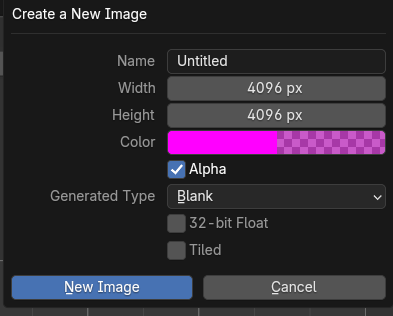 Create a New Image
Name Untitled
Width 4096 px
Height 4096 px
Color
Alpha
Generated Type Blank
32-bit Float
Tiled
New Image Cancel